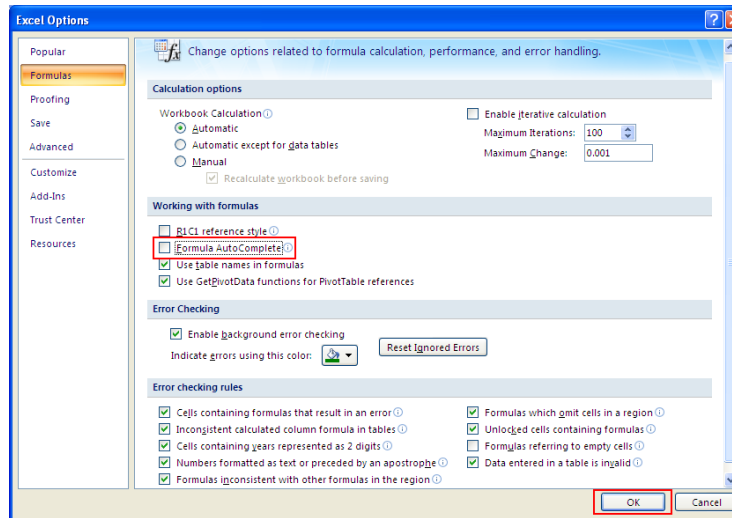 Excel Options
Popular
Formulas
Proofing
Save
Advanced
Customize
Add-Ins
Trust Center
Resources
Change options related to formula calculation, performance, and error handling.
Calculation options
Workbook Calculation
Automatic
Automatic except for data tables
Manual
Recalculate workbook before saving
Enable iterative calculation
Maximum Iterations: 100
Maximum Change: 0.001
Working with formulas
R1C1 reference style
Formula AutoComplete
Use table names in formulas
Use GetPivotData functions for PivotTable references
Error Checking
Enable background error checking
Indicate errors using this color:
Reset Ignored Errors
Error checking rules
Cells containing formulas that result in an error
Inconsistent calculated column formula in tables
Cells containing years represented as 2 digits
Numbers formatted as text or preceded by an apostrophe
Formulas inconsistent with other formulas in the region
Formulas which omit cells in a region
Unlocked cells containing formulas
Formulas referring to empty cells
Data entered in a table is invalid
OK
Cancel